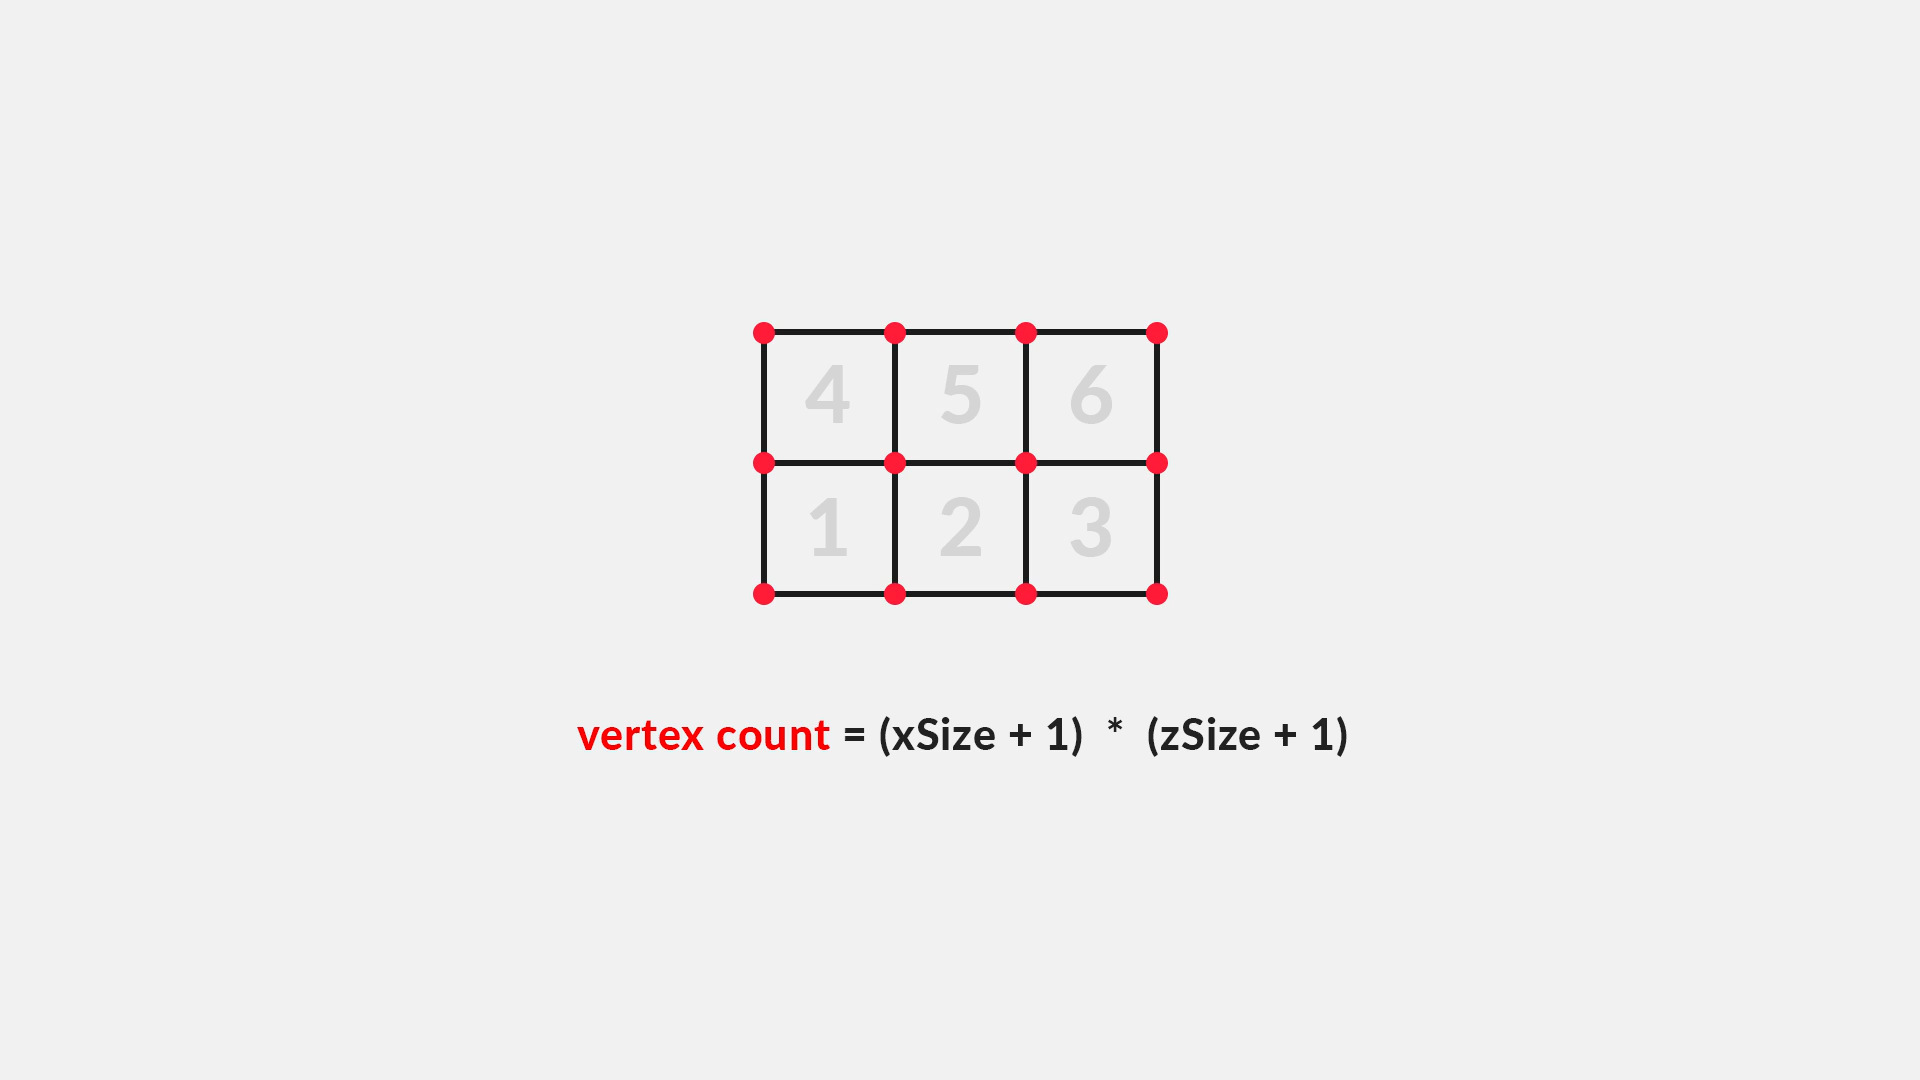 4 5 6
1 2 3
vertex count = (xSize + 1) * (zSize + 1)